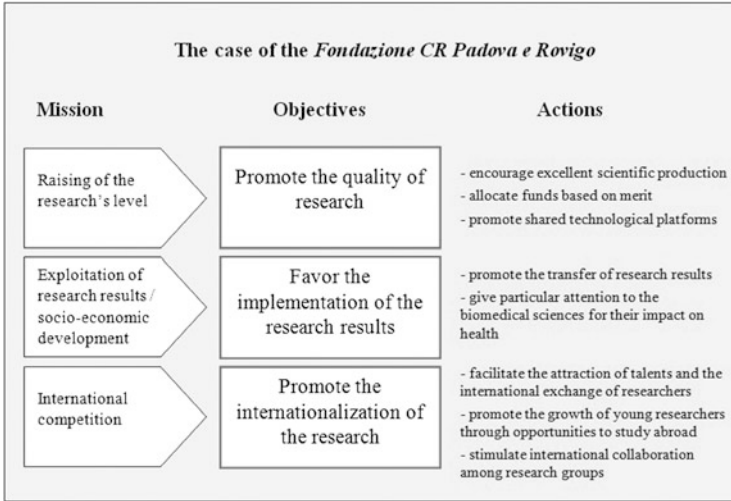 The case of the Fondazione CR Padova e Rovigo
Mission
Objectives
Actions
Raising of the
research's level
Promote the quality of
research
- encourage excellent scientific production
- allocate funds based on merit
- promote shared technological platforms
Exploitation of
research results /
socio-economic
development
Favor the
implementation of the
research results
- promote the transfer of research results
- give particular attention to the
biomedical sciences for their impact on
health
International
competition
Promote the
internationalization of
the research
- facilitate the attraction of talents and the
international exchange of researchers
- promote the growth of young researchers
through opportunities to study abroad
- stimulate international collaboration
among research groups